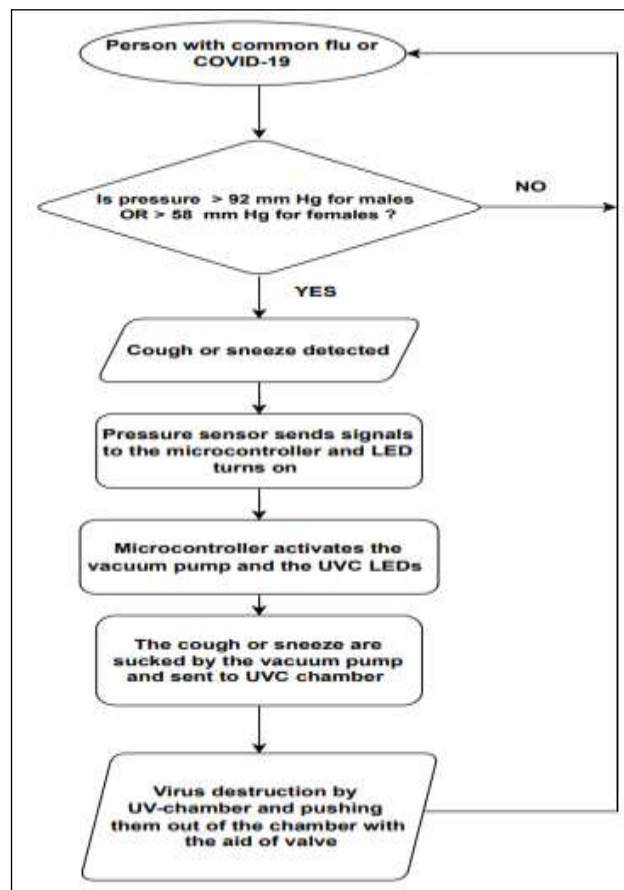 Person with common flu or
COVID-19
Is pressure > 92 mm Hg for males
OR > 58 mm Hg for females ?
NO
YES
Cough or sneeze detected
Pressure sensor sends signals
to the microcontroller and LED
turns on
Microcontroller activates the
vacuum pump and the UVC LEDs
The cough or sneeze are
sucked by the vacuum pump
and sent to UVC chamber
Virus destruction by
UV-chamber and pushing
them out of the chamber with
the aid of valve